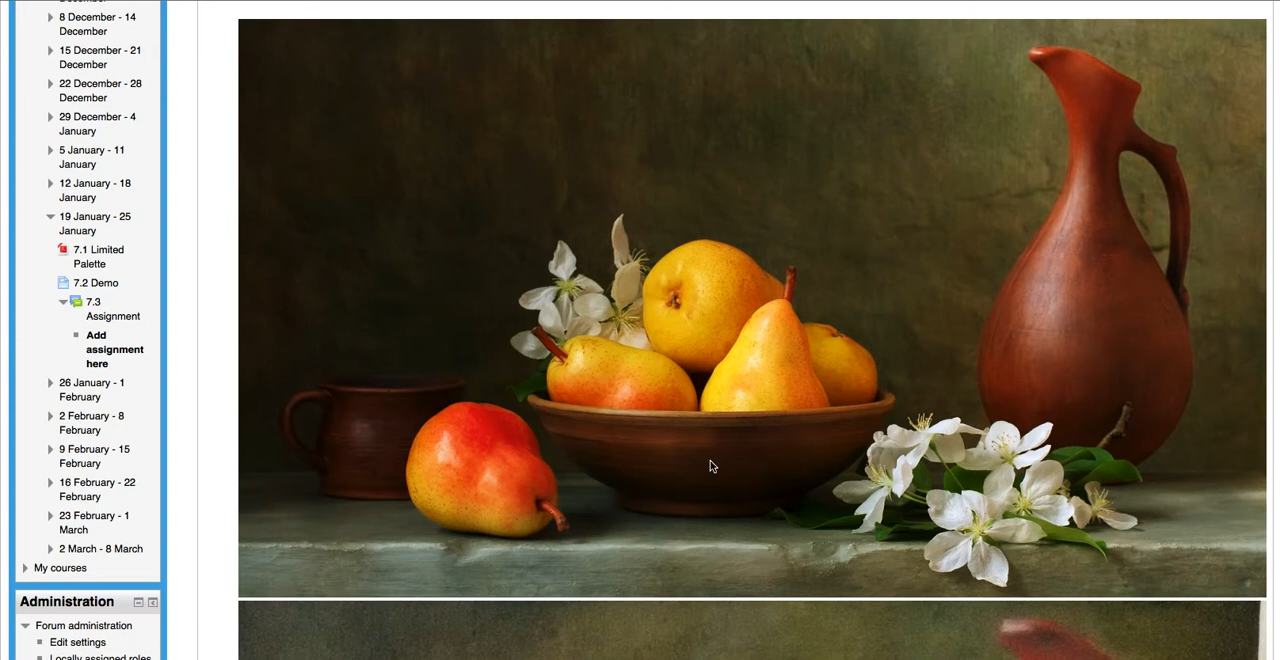 8 December - 14
December
15 December - 21
December
22 December - 28
December
29 December - 4
January
5 January - 11
January
12 January - 18
January
19 January - 25
January
7.1 Limited
Palette
7.2 Demo
7.3
Assignment
Add
assignment
here
26 January - 1
February
2 February - 8
February
9 February - 15
February
16 February - 22
February
23 February - 1
March
2 March - 8 March
My courses
Administration
Forum administration
Edit settings
Locally assigned roles